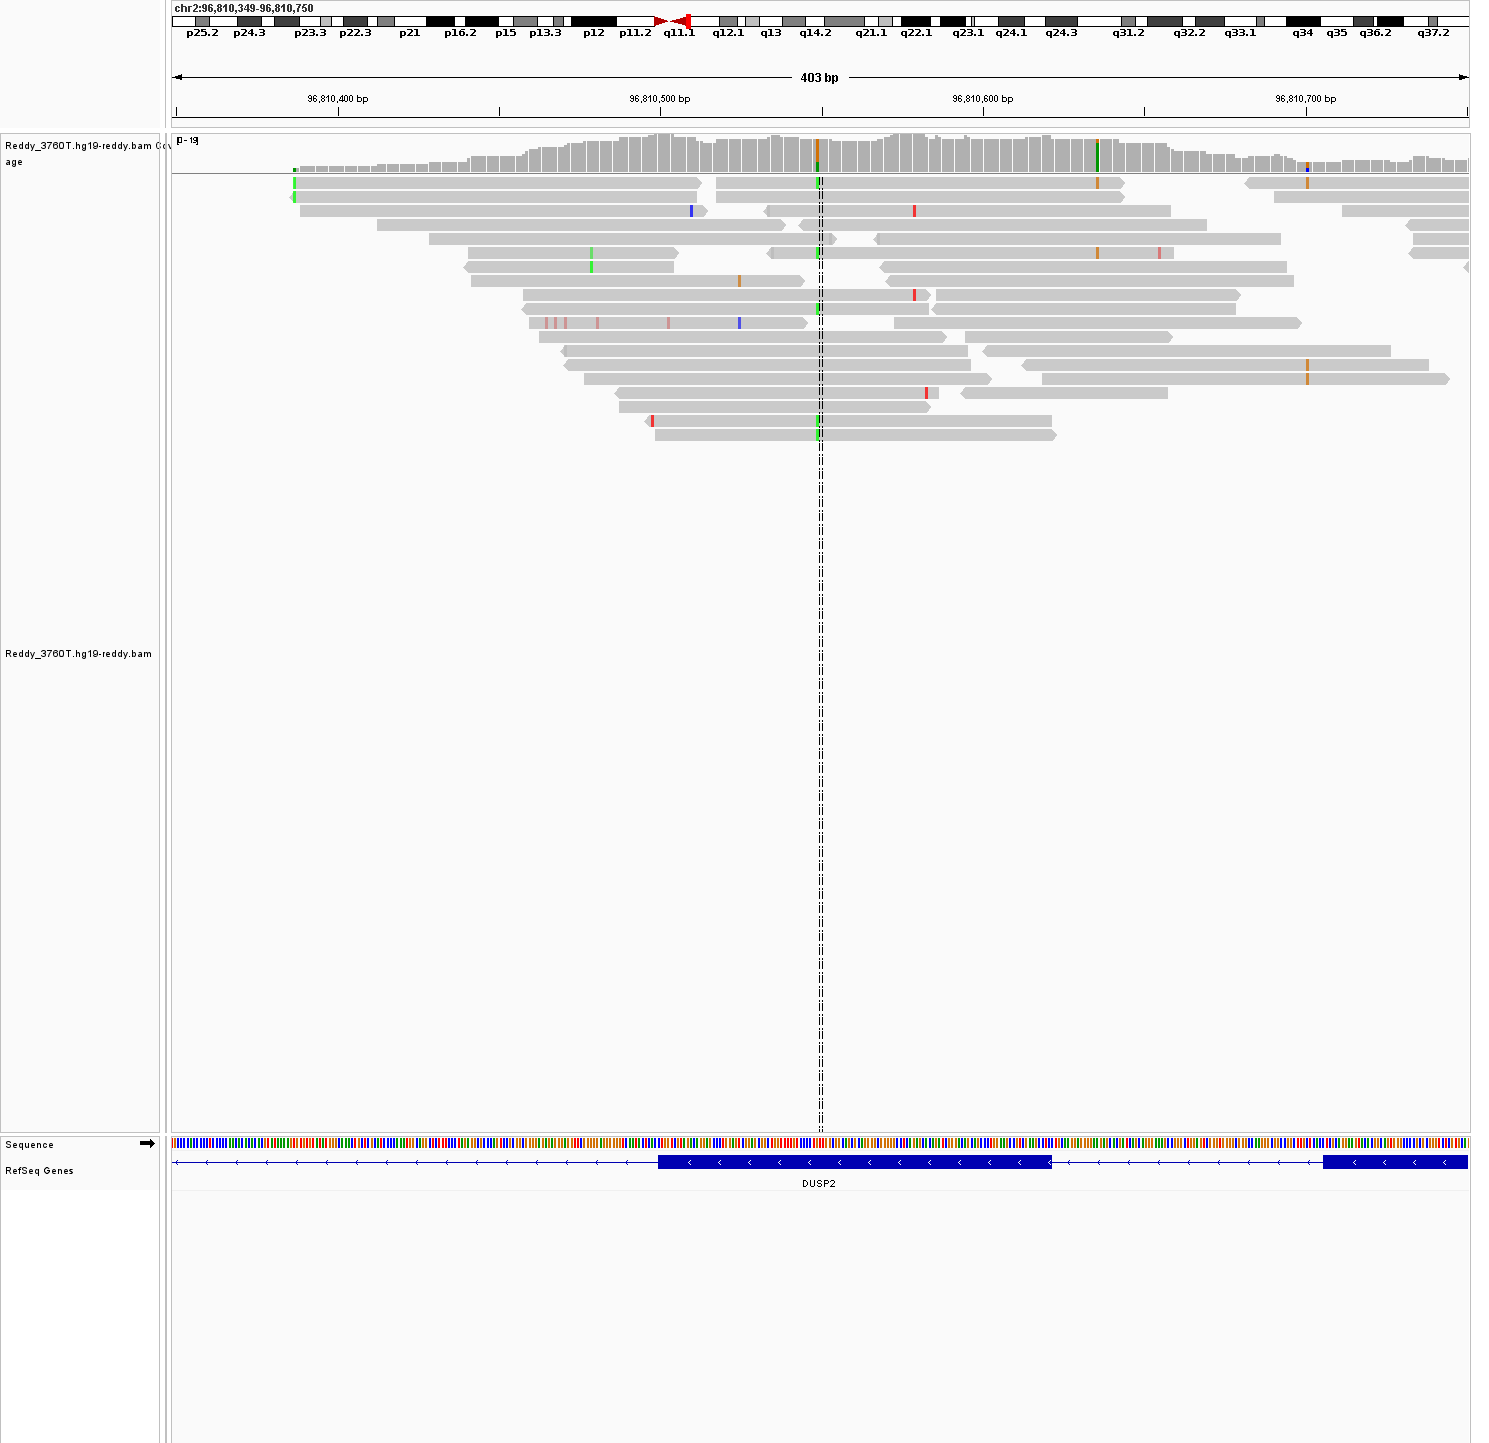 chr2:96,810,349-96,810,750
p25.2 p24.3 p23.3 p22.3 p21 p16.2 p15 p13.3 p12 p11.2 q11.1 q12.1 q13 q14.2 q21.1 q22.1 q23.1 q24.1 q24.3 q31.2 q32.2 q33.1 q34 q35 q36.2 q37.2
403 bp
96,810,400 bp 96,810,500 bp 96,810,600 bp 96,810,700 bp
Reddy_3760T.hg19-reddy.bam Cov
age
[0 - 19]
Reddy_3760T.hg19-reddy.bam
Sequence
RefSeq Genes
DUSP2